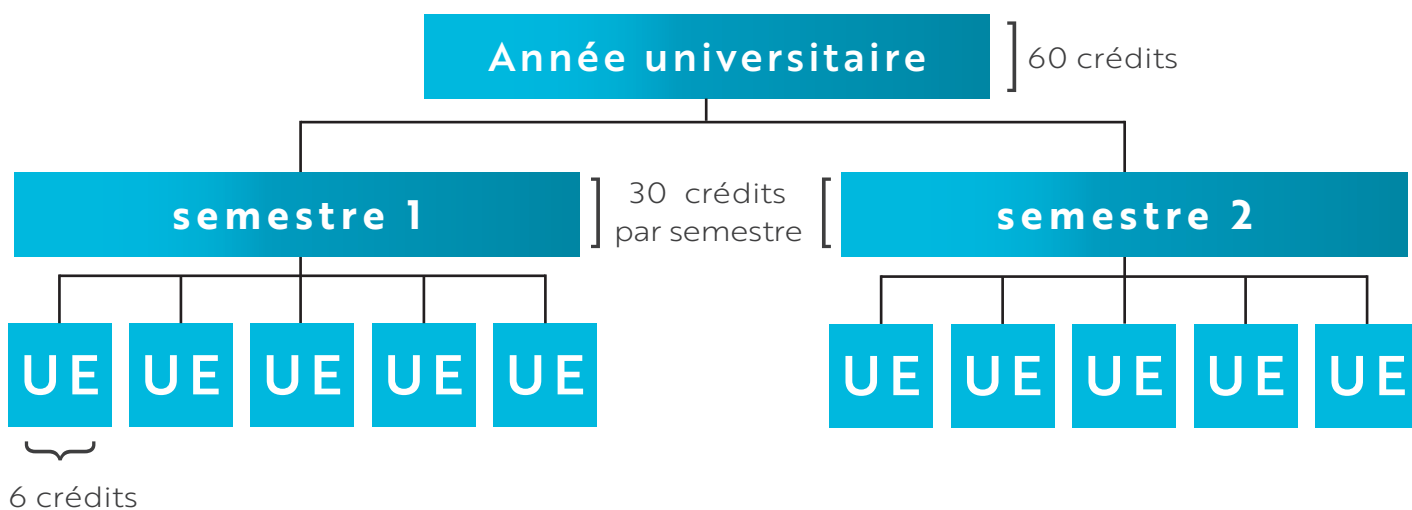 Année universitaire
60 crédits
semestre 1
30 crédits
par semestre
semestre 2
UE UE UE UE UE
UE UE UE UE UE
6 crédits